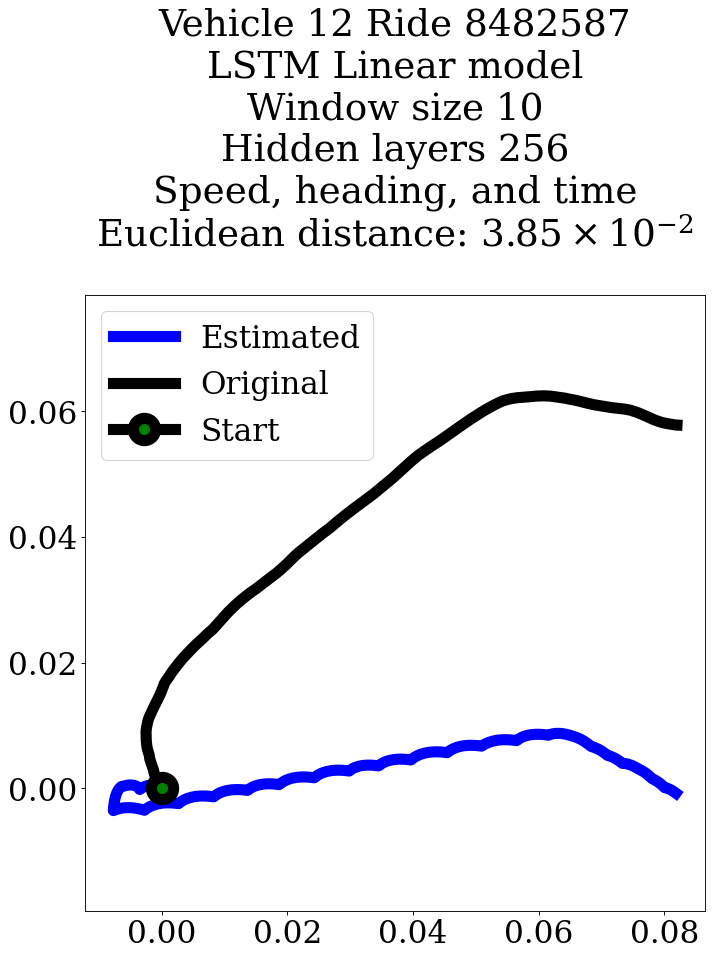 Vehicle 12 Ride 8482587
LSTM Linear model
Window size 10
Hidden layers 256
Speed, heading, and time
Euclidean distance: 3.85 × 10⁻²
Estimated
Original
Start
0.06
0.04
0.02
0.00
0.00 0.02 0.04 0.06 0.08